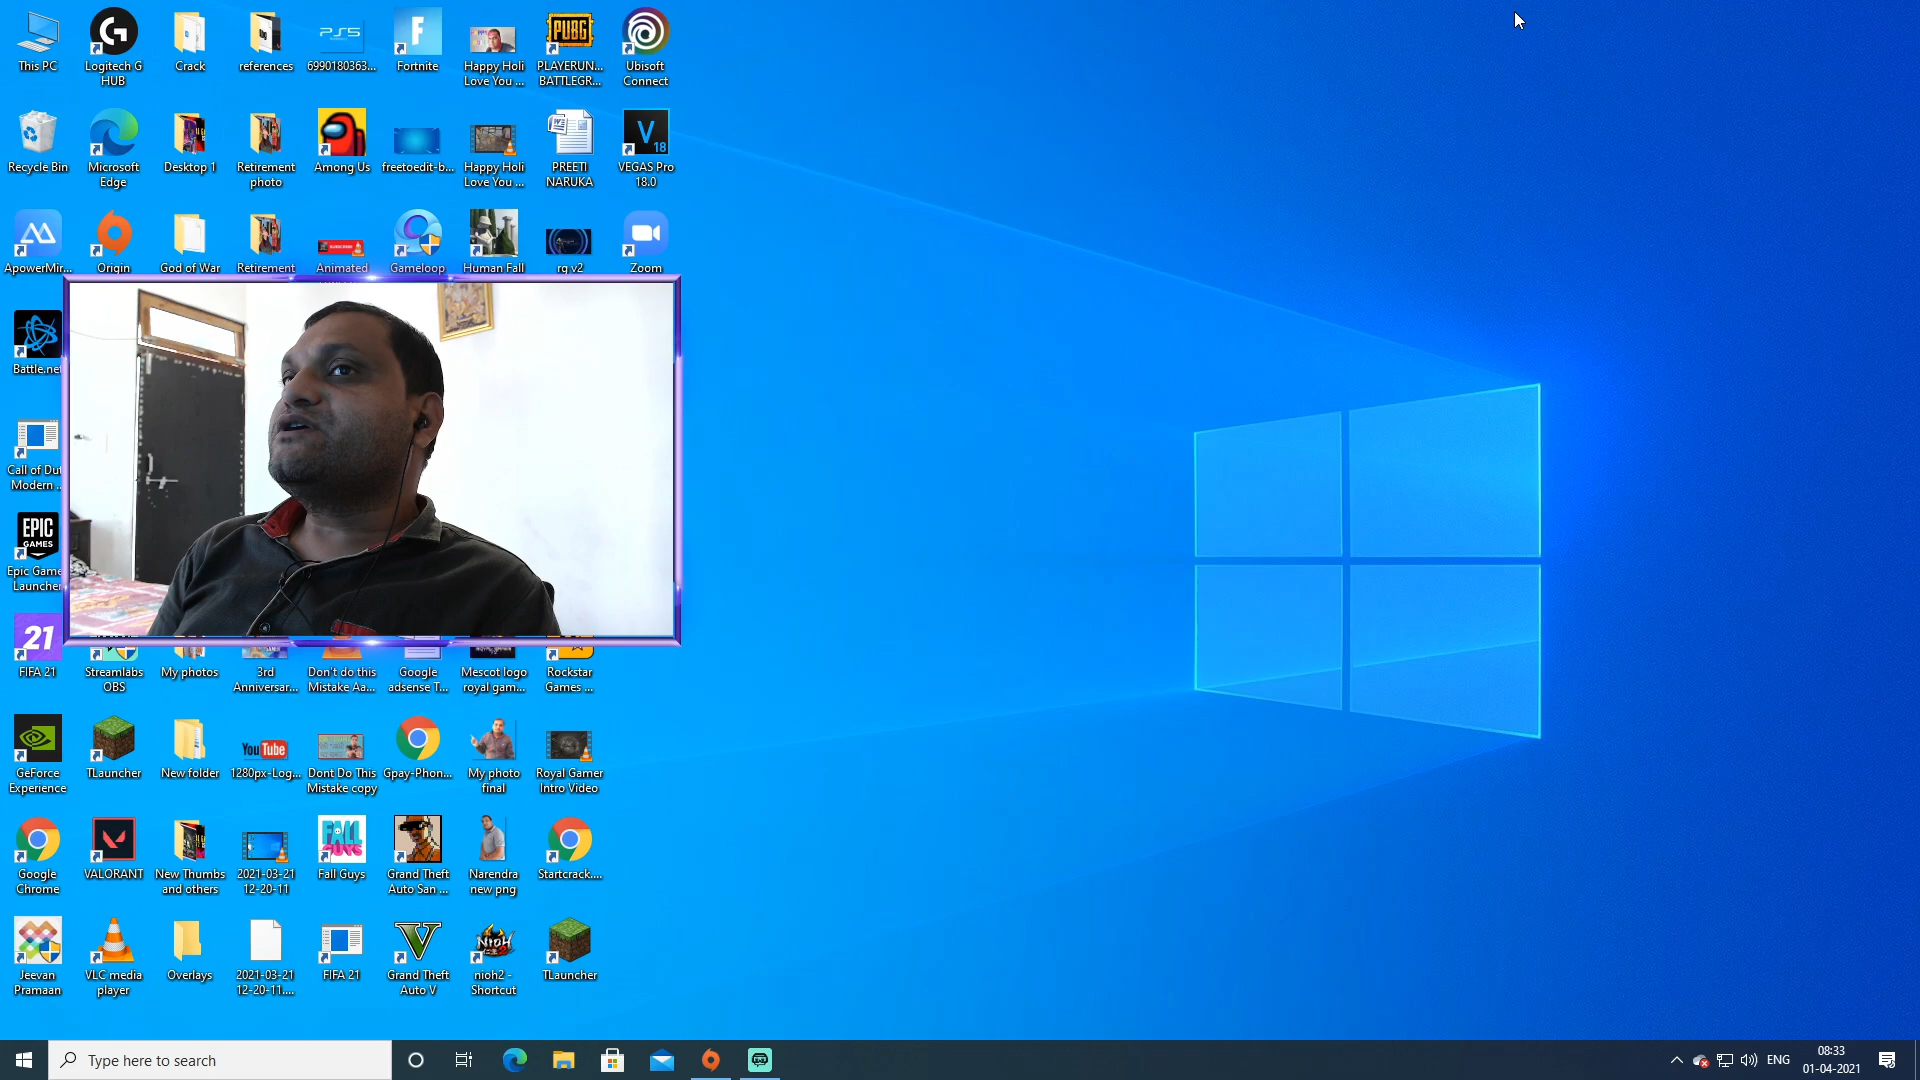 This PC
Logitech G
HUB
Crack
references
PS5
6990180363...
Fortnite
Happy Holi
Love You ...
PUBG
PLAYERUN...
BATTLEGR...
Ubisoft
Connect
Recycle Bin
Microsoft
Edge
Desktop 1
Retirement
photo
Among Us
freetoedit-b...
Happy Holi
Love You ...
PREETI
NARUKA
V
18
VEGAS Pro
18.0
ApowerMir...
Origin
God of War
Retirement
SUBSCRIBE
Animated
Gameloop
Human Fall
rg v2
Zoom
Battle.net
Call of Dut
Modern ...
EPIC
GAMES
Epic Game
Launcher
21
FIFA 21
Streamlabs
OBS
My photos
3rd
Anniversar...
Don't do this
Mistake Aa...
Google
adsense T...
Mescot logo
royal gam...
Rockstar
Games ...
GeForce
Experience
TLauncher
New folder
YouTube
1280px-Log...
Dont Do This
Mistake copy
Gpay-Phon...
My photo
final
Royal Gamer
Intro Video
Google
Chrome
VALORANT
New Thumbs
and others
2021-03-21
12-20-11
FALL
GUYS
Fall Guys
Grand Theft
Auto San ...
Narendra
new png
Startcrack....
Jeevan
Pramaan
VLC media
player
Overlays
2021-03-21
12-20-11....
FIFA 21
Grand Theft
Auto V
NIOH
nioh2 -
Shortcut
TLauncher
Type here to search
ENG
08:33
01-04-2021